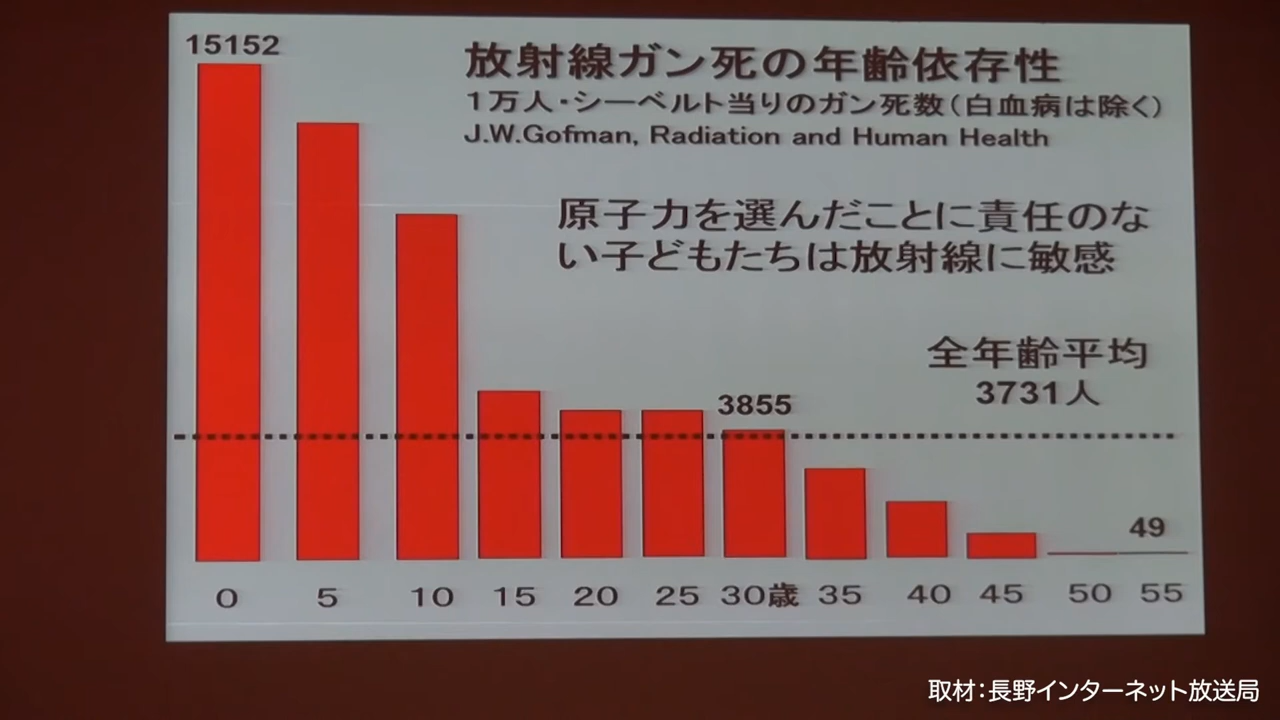 15152
放射線ガン死の年齢依存性
1万人・シーベルト当りのガン死数(白血病は除く)
J.W.Gofman, Radiation and Human Health
原子力を選んだことに責任のな
い子どもたちは放射線に敏感
全年齢平均
3731人
3855
49
0 5 10 15 20 25 30歳 35 40 45 50 55
取材:長野インターネット放送局